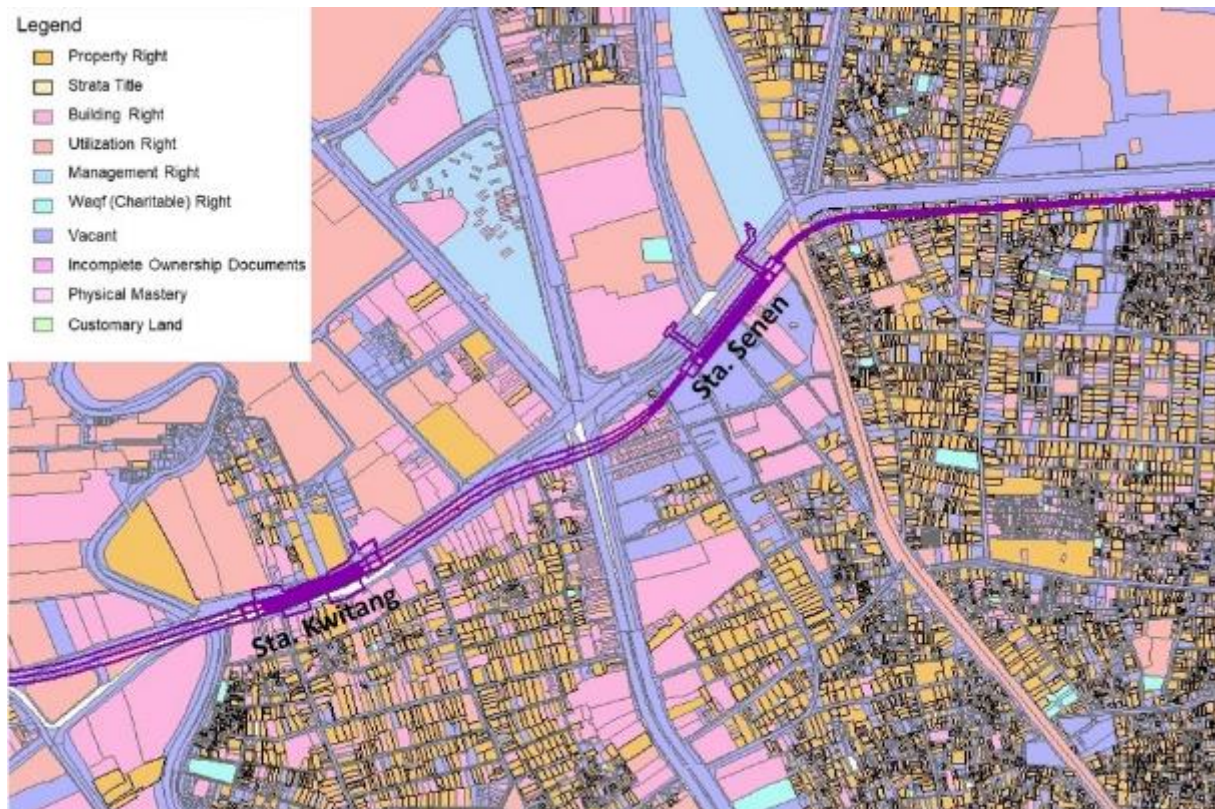 Legend
Property Right
Strata Title
Building Right
Utilization Right
Management Right
Waqf (Charitable) Right
Vacant
Incomplete Ownership Documents
Physical Mastery
Customary Land
Sta. Senen
Sta. Kwitang